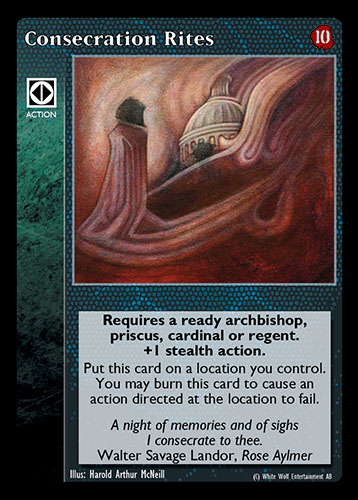 Consecration Rites
10
ACTION
Requires a ready archbishop,
priscus, cardinal or regent.
+1 stealth action.
Put this card on a location you control.
You may burn this card to cause an
action directed at the location to fail.
A night of memories and of sighs
I consecrate to thee.
Walter Savage Landor, Rose Aylmer
Illus: Harold Arthur McNeill
(C) White Wolf Entertainment AB